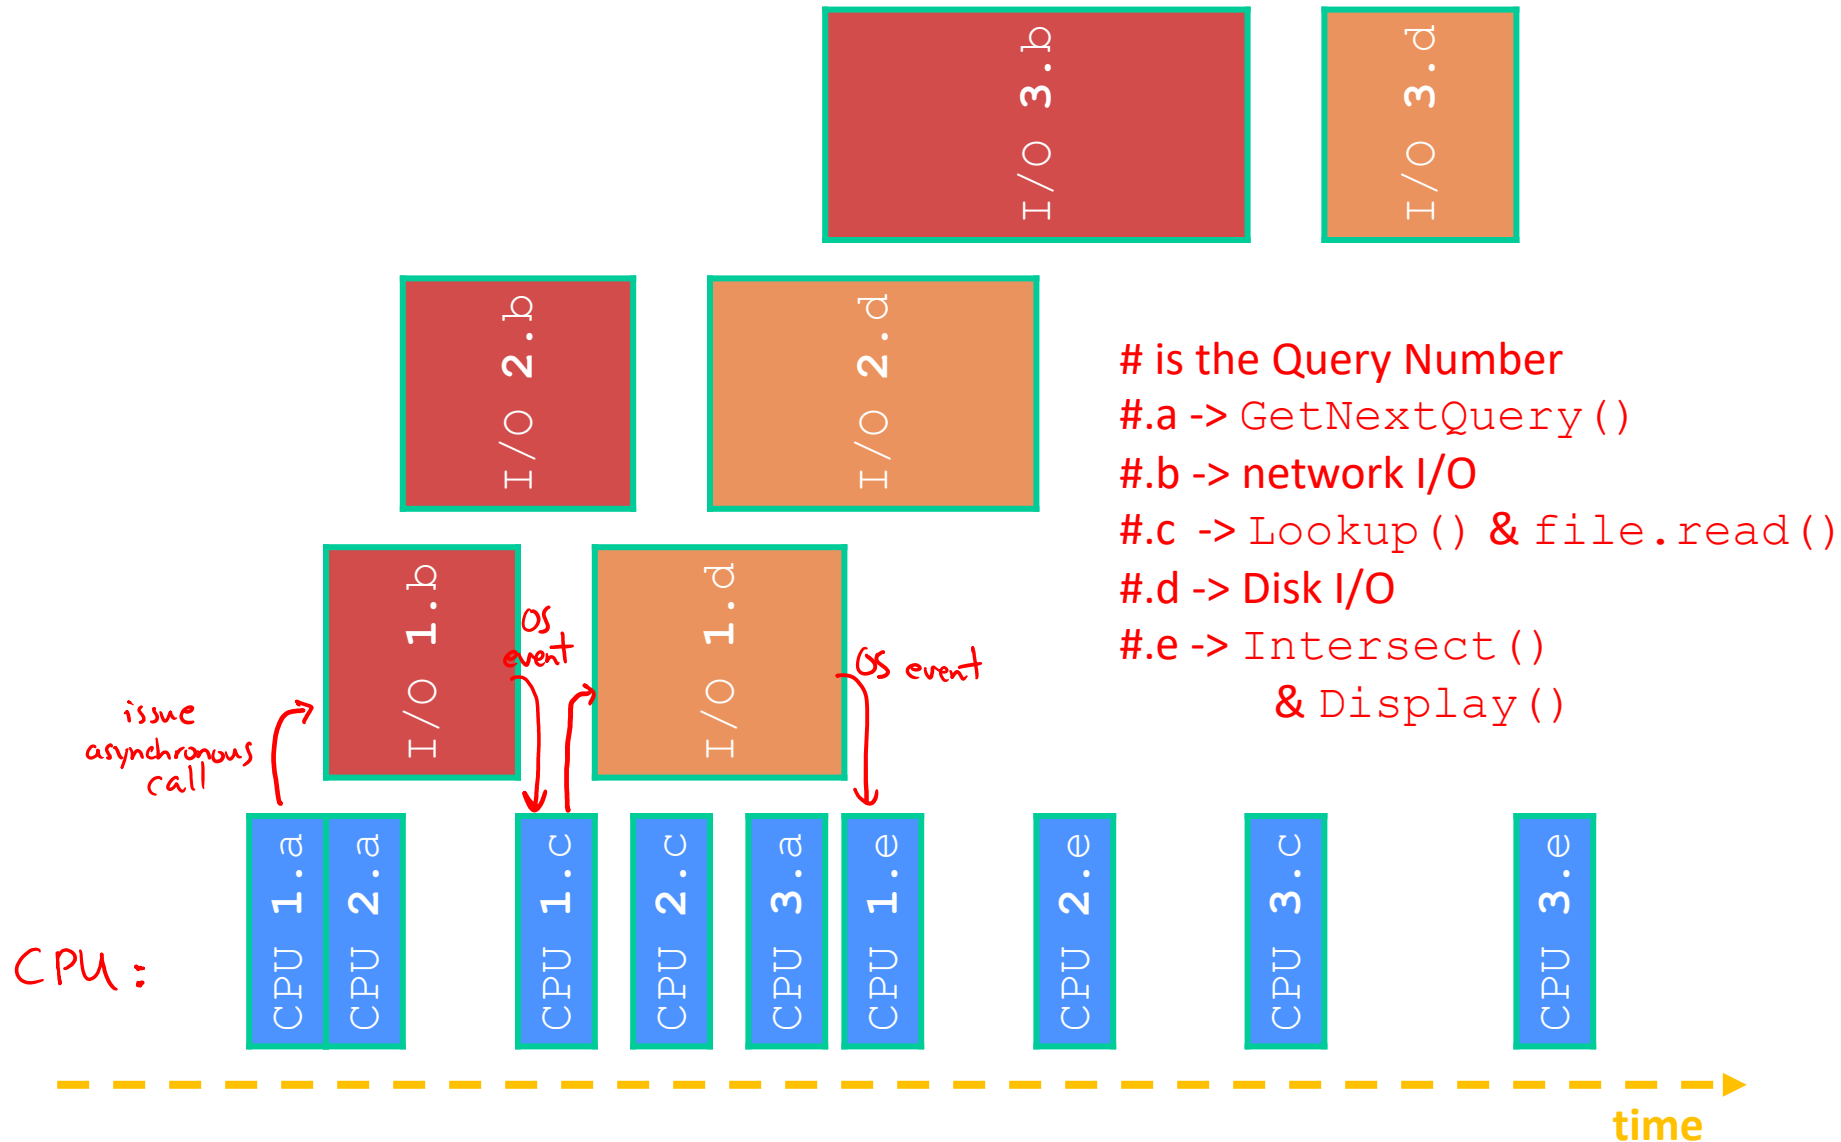 I/O 3.b
I/O 3.d
I/O 2.b
I/O 2.d
# is the Query Number
#.a -> GetNextQuery()
#.b -> network I/O
#.c -> Lookup() & file.read()
#.d -> Disk I/O
#.e -> Intersect()
& Display()
I/O 1.b
I/O 1.d
OS
event
OS event
issue
asynchronous
call
CPU:
CPU 1.a
CPU 2.a
CPU 1.c
CPU 2.c
CPU 3.a
CPU 1.e
CPU 2.e
CPU 3.c
CPU 3.e
time